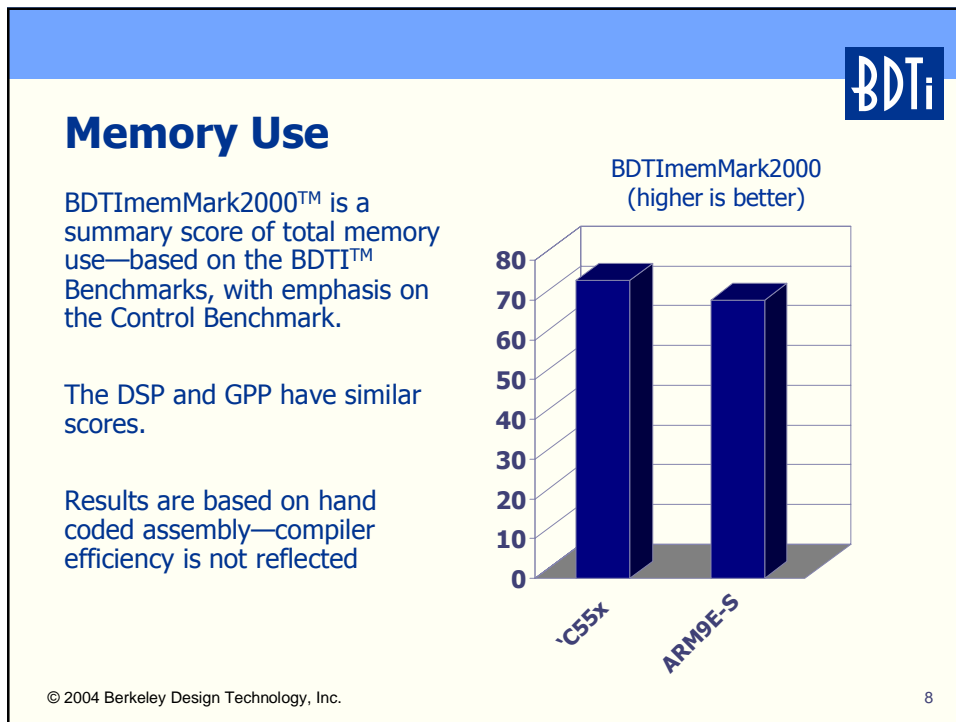 BDTi
Memory Use
BDTImemMark2000™ is a
summary score of total memory
use—based on the BDTI™
Benchmarks, with emphasis on
the Control Benchmark.
The DSP and GPP have similar
scores.
Results are based on hand
coded assembly—compiler
efficiency is not reflected
BDTImemMark2000
(higher is better)
80
70
60
50
40
30
20
10
0
'C55x
ARM9E-S
© 2004 Berkeley Design Technology, Inc.
8